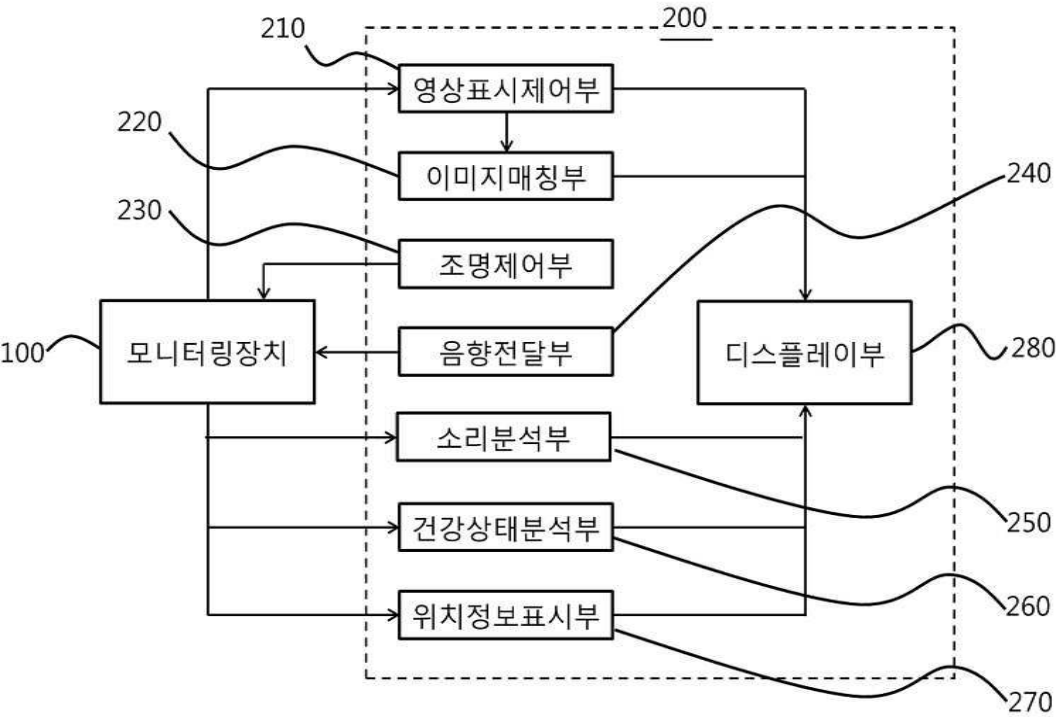 200
210
영상표시제어부
220
이미지매칭부
240
230
조명제어부
100
모니터링장치
음향전달부
디스플레이부
280
소리분석부
250
건강상태분석부
260
위치정보표시부
270